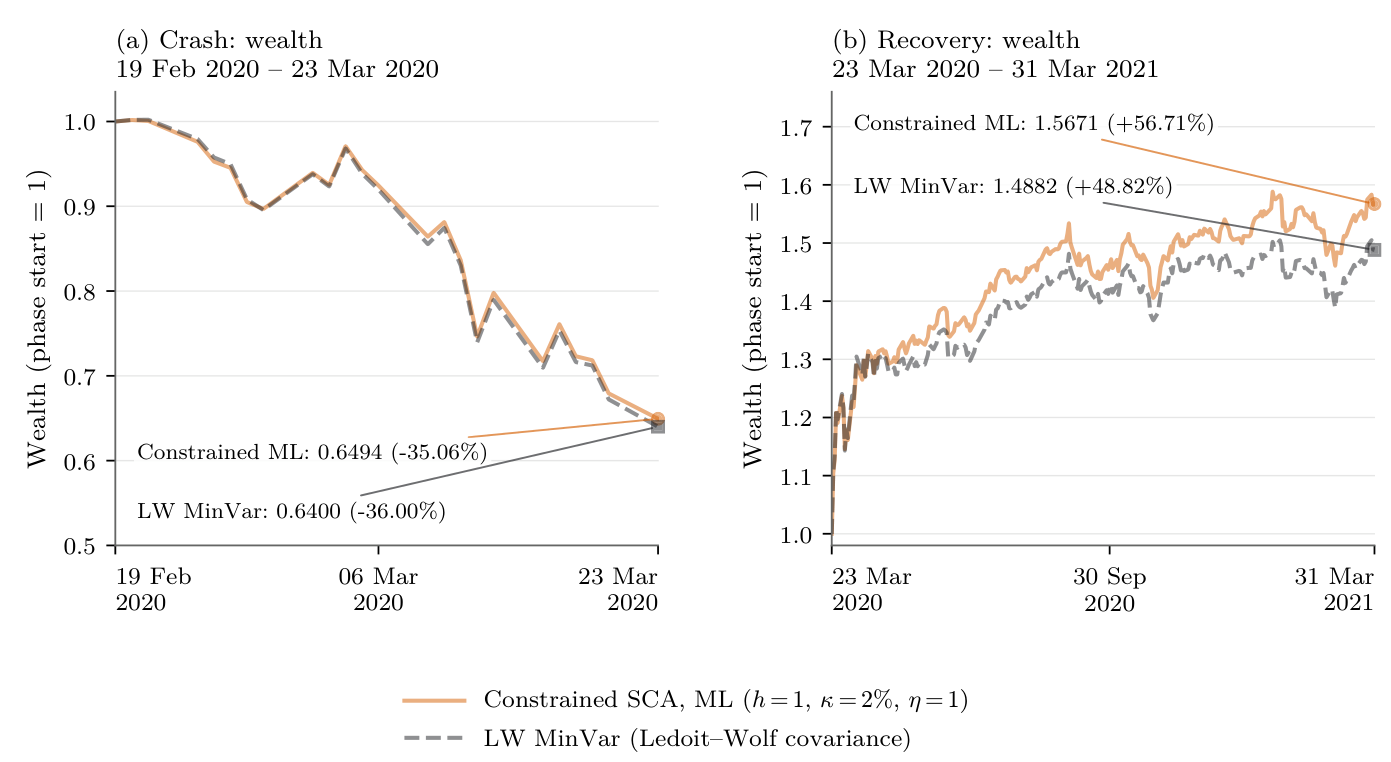 (a) Crash: wealth
19 Feb 2020 – 23 Mar 2020
Wealth (phase start = 1)
1.0
0.9
0.8
0.7
0.6
0.5
Constrained ML: 0.6494 (-35.06%)
LW MinVar: 0.6400 (-36.00%)
19 Feb
2020
06 Mar
2020
23 Mar
2020
(b) Recovery: wealth
23 Mar 2020 – 31 Mar 2021
Wealth (phase start = 1)
1.7
1.6
1.5
1.4
1.3
1.2
1.1
1.0
Constrained ML: 1.5671 (+56.71%)
LW MinVar: 1.4882 (+48.82%)
23 Mar
2020
30 Sep
2020
31 Mar
2021
Constrained SCA, ML (h = 1, κ = 2%, η = 1)
LW MinVar (Ledoit–Wolf covariance)